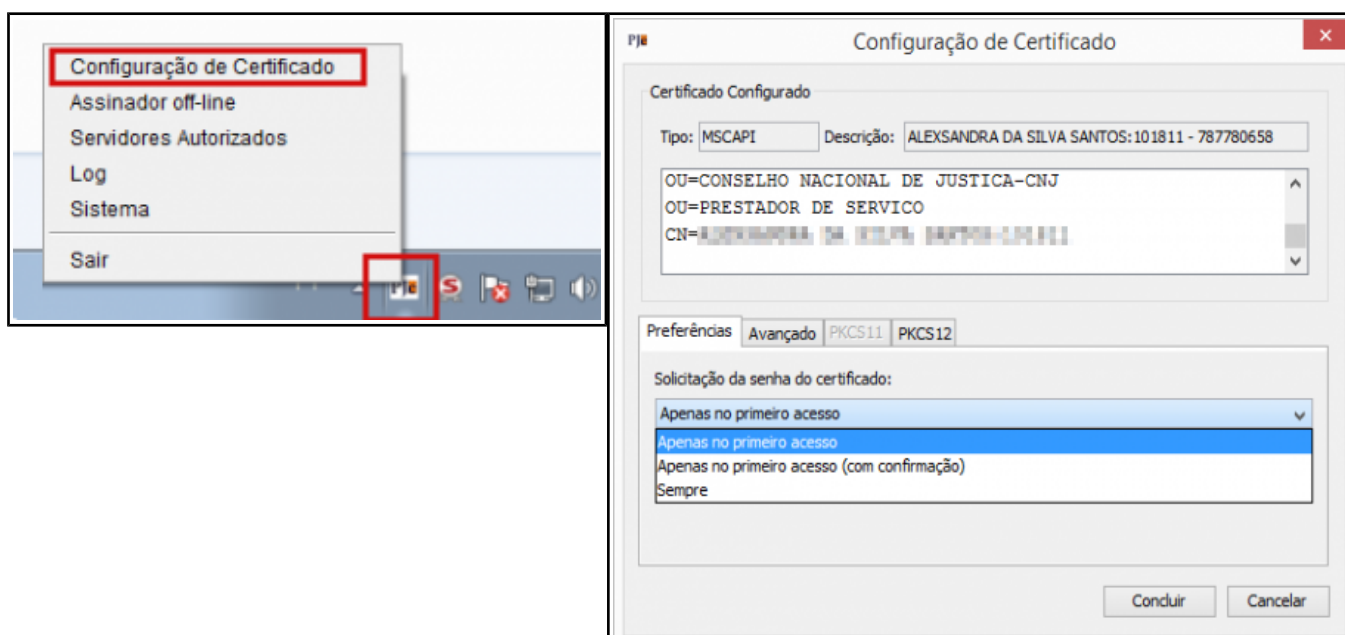 Configuração de Certificado
Assinador off-line
Servidores Autorizados
Log
Sistema
Sair
PJe
PJe Configuração de Certificado
Certificado Configurado
Tipo: MSCAPI Descrição: ALEXSANDRA DA SILVA SANTOS:101811 - 787780658
OU=CONSELHO NACIONAL DE JUSTICA-CNJ
OU=PRESTADOR DE SERVICO
CN=
Preferências Avançado PKCS11 PKCS12
Solicitação da senha do certificado:
Apenas no primeiro acesso
Apenas no primeiro acesso
Apenas no primeiro acesso (com confirmação)
Sempre
Concluir Cancelar